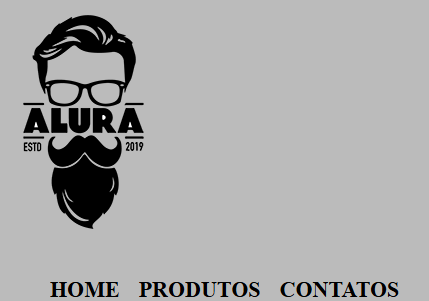 ALURA
ESTD 2019
HOME PRODUTOS CONTATOS